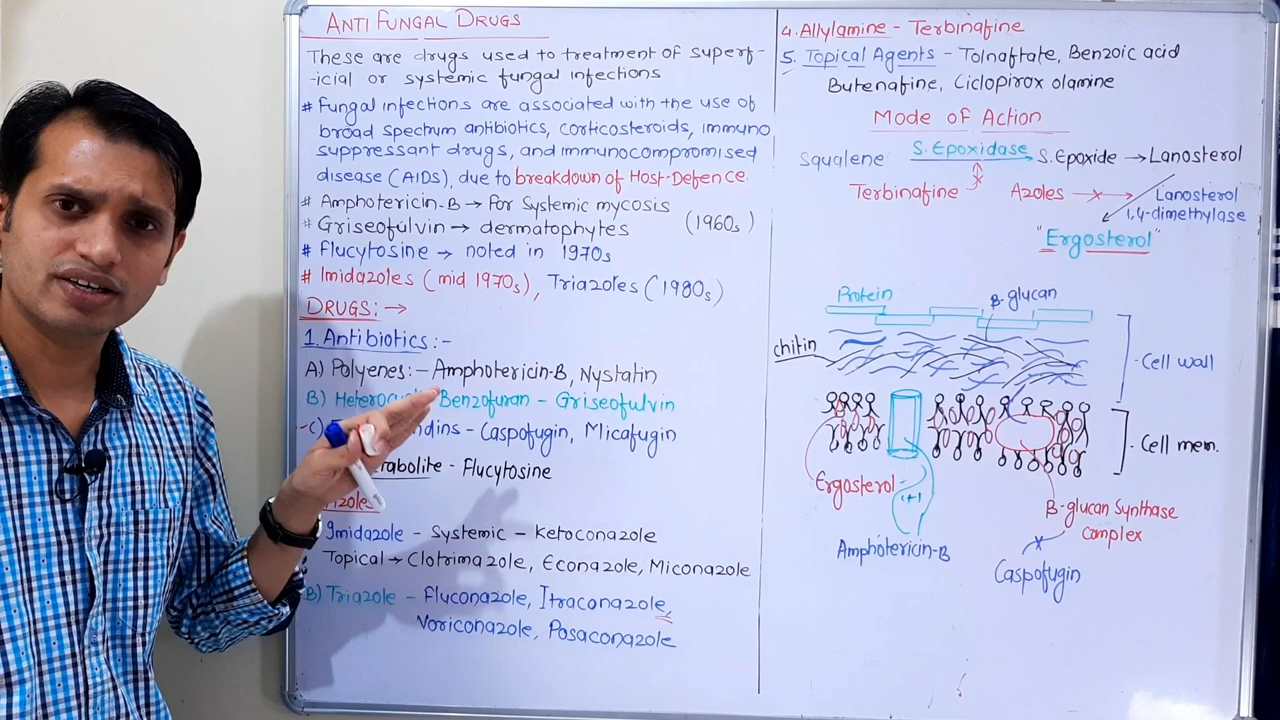 ANTI FUNGAL DRUGS
These are drugs used to treatment of superf-
-icial or systemic fungal infections
# Fungal infections are associated with the use of
broad spectrum antibiotics, corticosteroids, immuno
suppressant drugs, and immunocompromised
disease (AIDS), due to breakdown of Host-Defence.
# Amphotericin-B → For Systemic mycosis
# Griseofulvin → dermatophytes (1960s)
# Flucytosine → noted in 1970s
# Imidazoles (mid 1970s), Triazoles (1980s)
DRUGS:→
1. Antibiotics:-
A) Polyenes:- Amphotericin-B, Nystatin
B) Benzofuran - Griseofulvin
C) Caspofugin, Micafugin
Flucytosine
Imidazole - Systemic - Ketoconazole
Topical → Clotrimazole, Econazole, Miconazole
B) Triazole - Fluconazole, Itraconazole,
Voriconazole, Posaconazole
4. Allylamine - Terbinafine
5. Topical Agents - Tolnaftate, Benzoic acid
Butenafine, Ciclopirox olamine
Mode of Action
Squalene S.Epoxidase S.Epoxide → Lanosterol
Terbinafine Azoles Lanosterol
1,4-dimethylase
"Ergosterol"
Protein β-glucan
chitin
Cell wall
Cell mem.
Ergosterol
(+)
β-glucan Synthase
complex
Amphotericin-B
Caspofugin